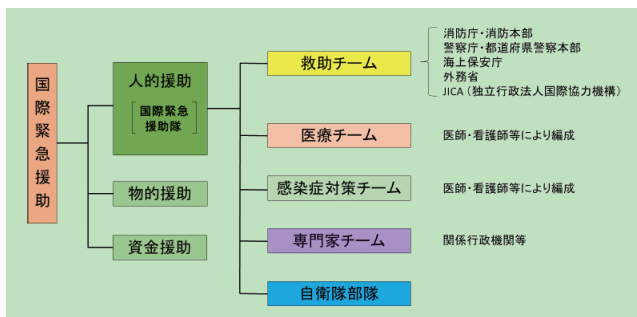 国際緊急援助
人的援助
国際緊急
援助隊
物的援助
資金援助
救助チーム
消防庁・消防本部
警察庁・都道府県警察本部
海上保安庁
外務省
JICA（独立行政法人国際協力機構）
医療チーム
医師・看護師等により編成
感染症対策チーム
医師・看護師等により編成
専門家チーム
関係行政機関等
自衛隊部隊